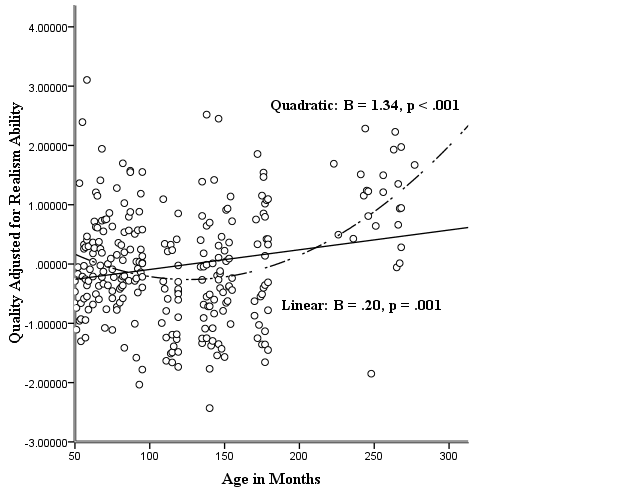 4.00000
3.00000
2.00000
1.00000
.00000
-1.00000
-2.00000
-3.00000
Quality Adjusted for Realism Ability
Quadratic: B = 1.34, p < .001
Linear: B = .20, p = .001
50 100 150 200 250 300
Age in Months